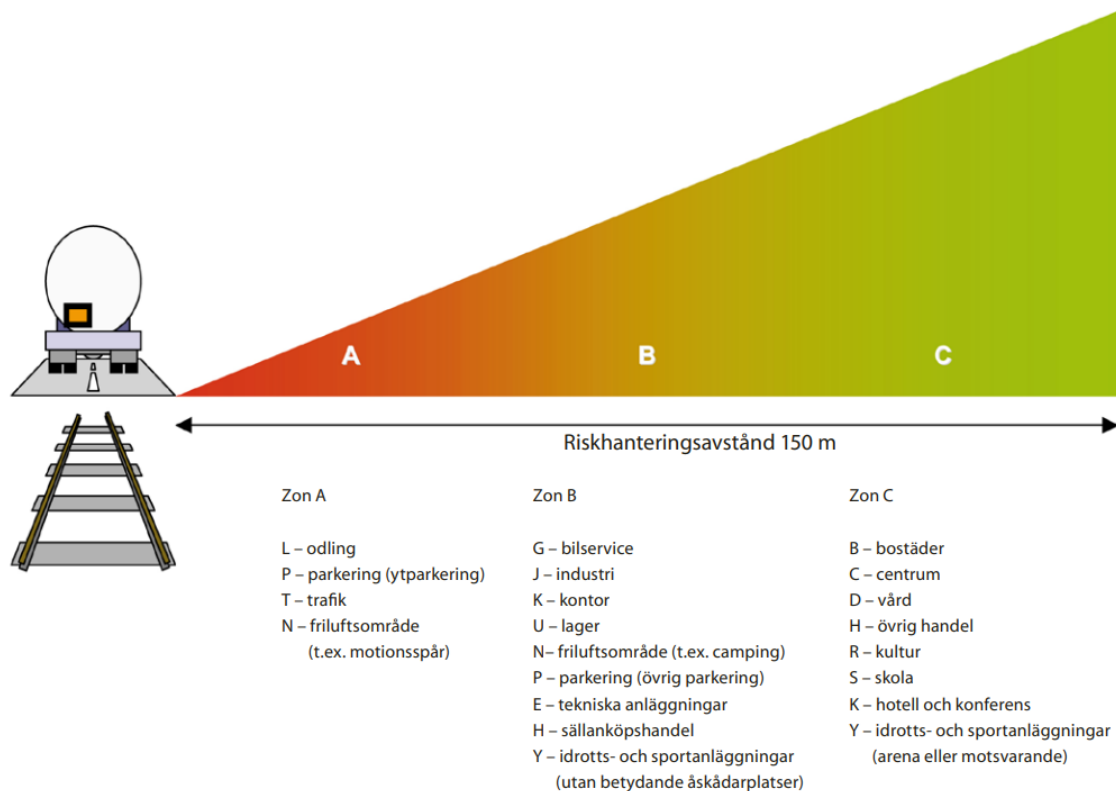 A
B
C
Riskhanteringsavstånd 150 m
Zon A
L – odling
P – parkering (ytparkering)
T – trafik
N – friluftsområde
(t.ex. motionsspår)
Zon B
G – bilservice
J – industri
K – kontor
U – lager
N– friluftsområde (t.ex. camping)
P – parkering (övrig parkering)
E – tekniska anläggningar
H – sällanköpshandel
Y – idrotts- och sportanläggningar
(utan betydande åskådarplatser)
Zon C
B – bostäder
C – centrum
D – vård
H – övrig handel
R – kultur
S – skola
K – hotell och konferens
Y – idrotts- och sportanläggningar
(arena eller motsvarande)